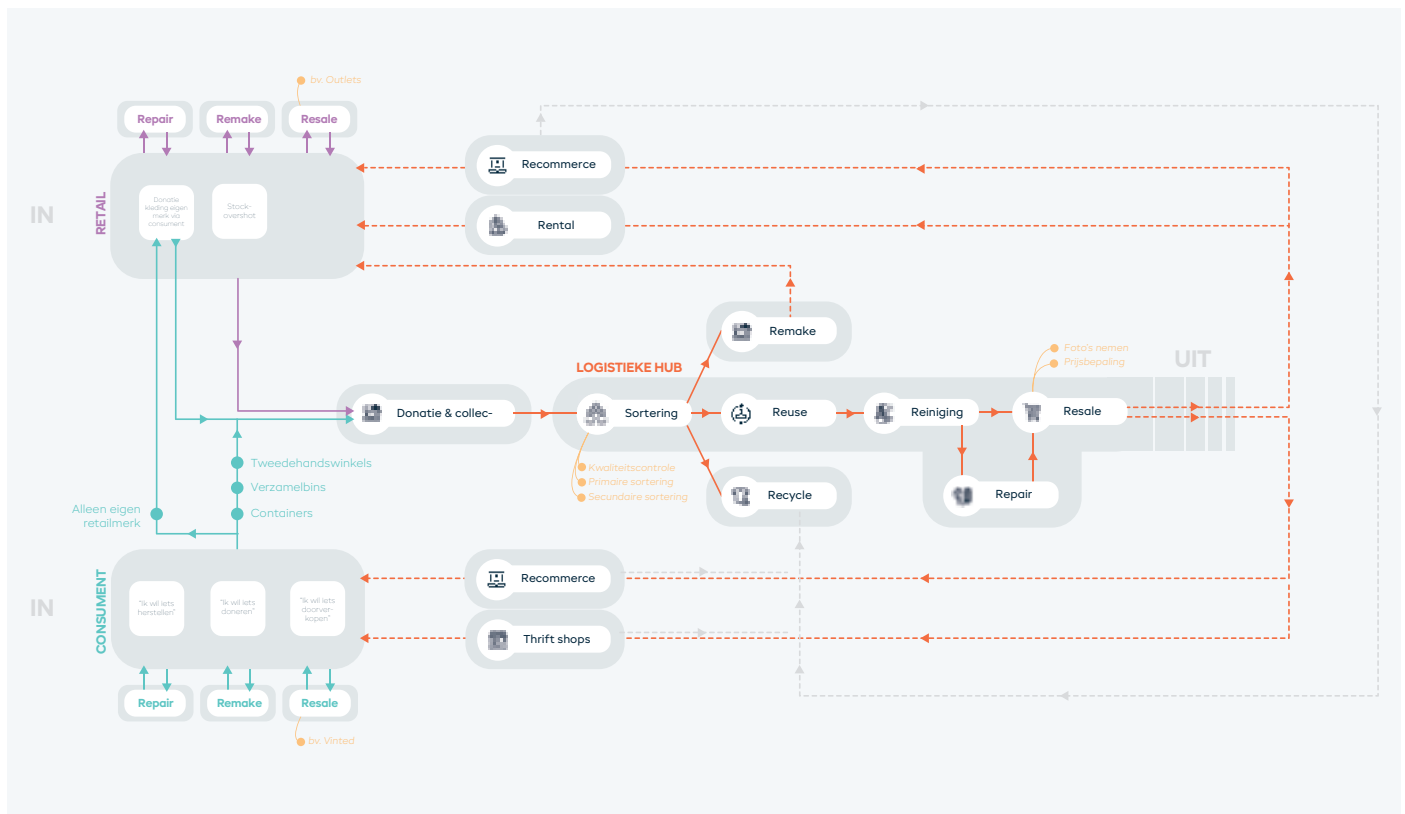 bv. Outlets
Repair
Remake
Resale
IN
RETAIL
Donatie
kleding eigen
merk via
consument
Stock-
overshot
Recommerce
Rental
Remake
LOGISTIEKE HUB
Foto's nemen
Prijsbepaling
UIT
Donatie & collec-
Sortering
Reuse
Reiniging
Resale
Kwaliteitscontrole
Primaire sortering
Secundaire sortering
Recycle
Repair
Tweedehandswinkels
Verzamelbins
Containers
Alleen eigen
retailmerk
IN
CONSUMENT
"Ik wil iets
herstellen"
"Ik wil iets
doneren"
"Ik wil iets
doorver-
kopen"
Recommerce
Thrift shops
Repair
Remake
Resale
bv. Vinted